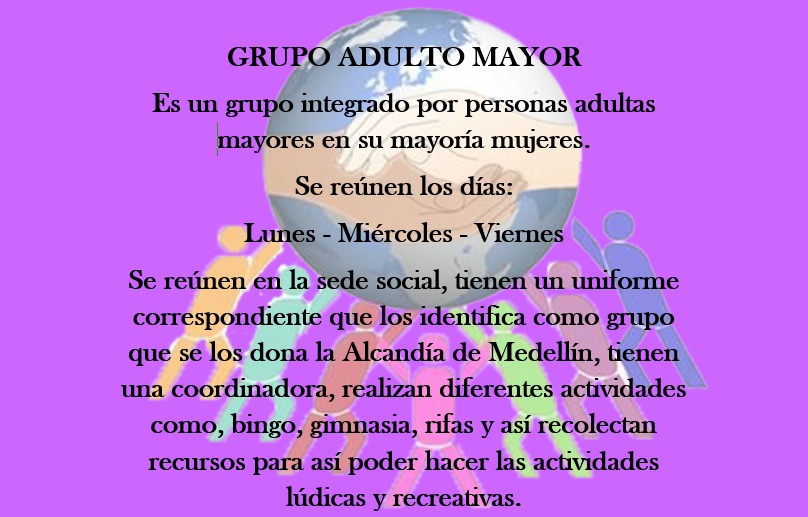 GRUPO ADULTO MAYOR
Es un grupo integrado por personas adultas
mayores en su mayoría mujeres.
Se reúnen los días:
Lunes - Miércoles - Viernes
Se reúnen en la sede social, tienen un uniforme
correspondiente que los identifica como grupo
que se los dona la Alcandía de Medellín, tienen
una coordinadora, realizan diferentes actividades
como, bingo, gimnasia, rifas y así recolectan
recursos para así poder hacer las actividades
lúdicas y recreativas.